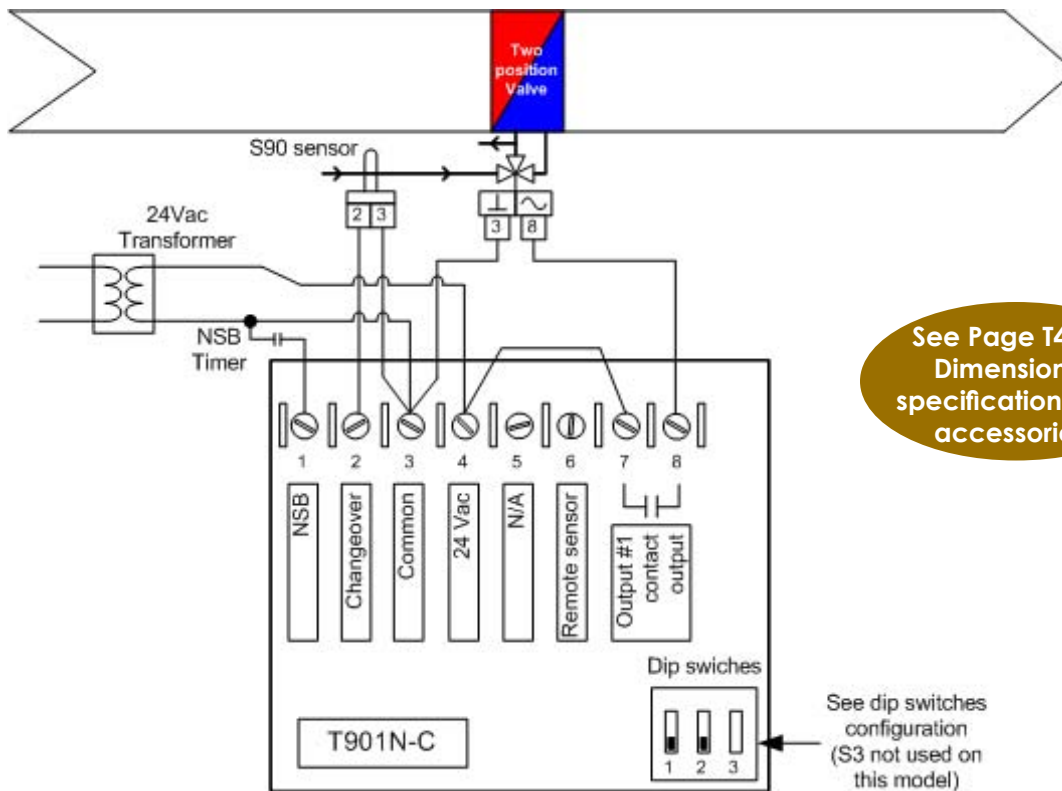 Two
position
Valve
S90 sensor
2 3
3 8
24Vac
Transformer
NSB
Timer
See Page T4
Dimension
specification
accessori
1 2 3 4 5 6 7 8
NSB
Changeover
Common
24 Vac
N/A
Remote sensor
Output #1
contact
output
Dip swiches
1 2 3
T901N-C
See dip switches
configuration
(S3 not used on
this model)